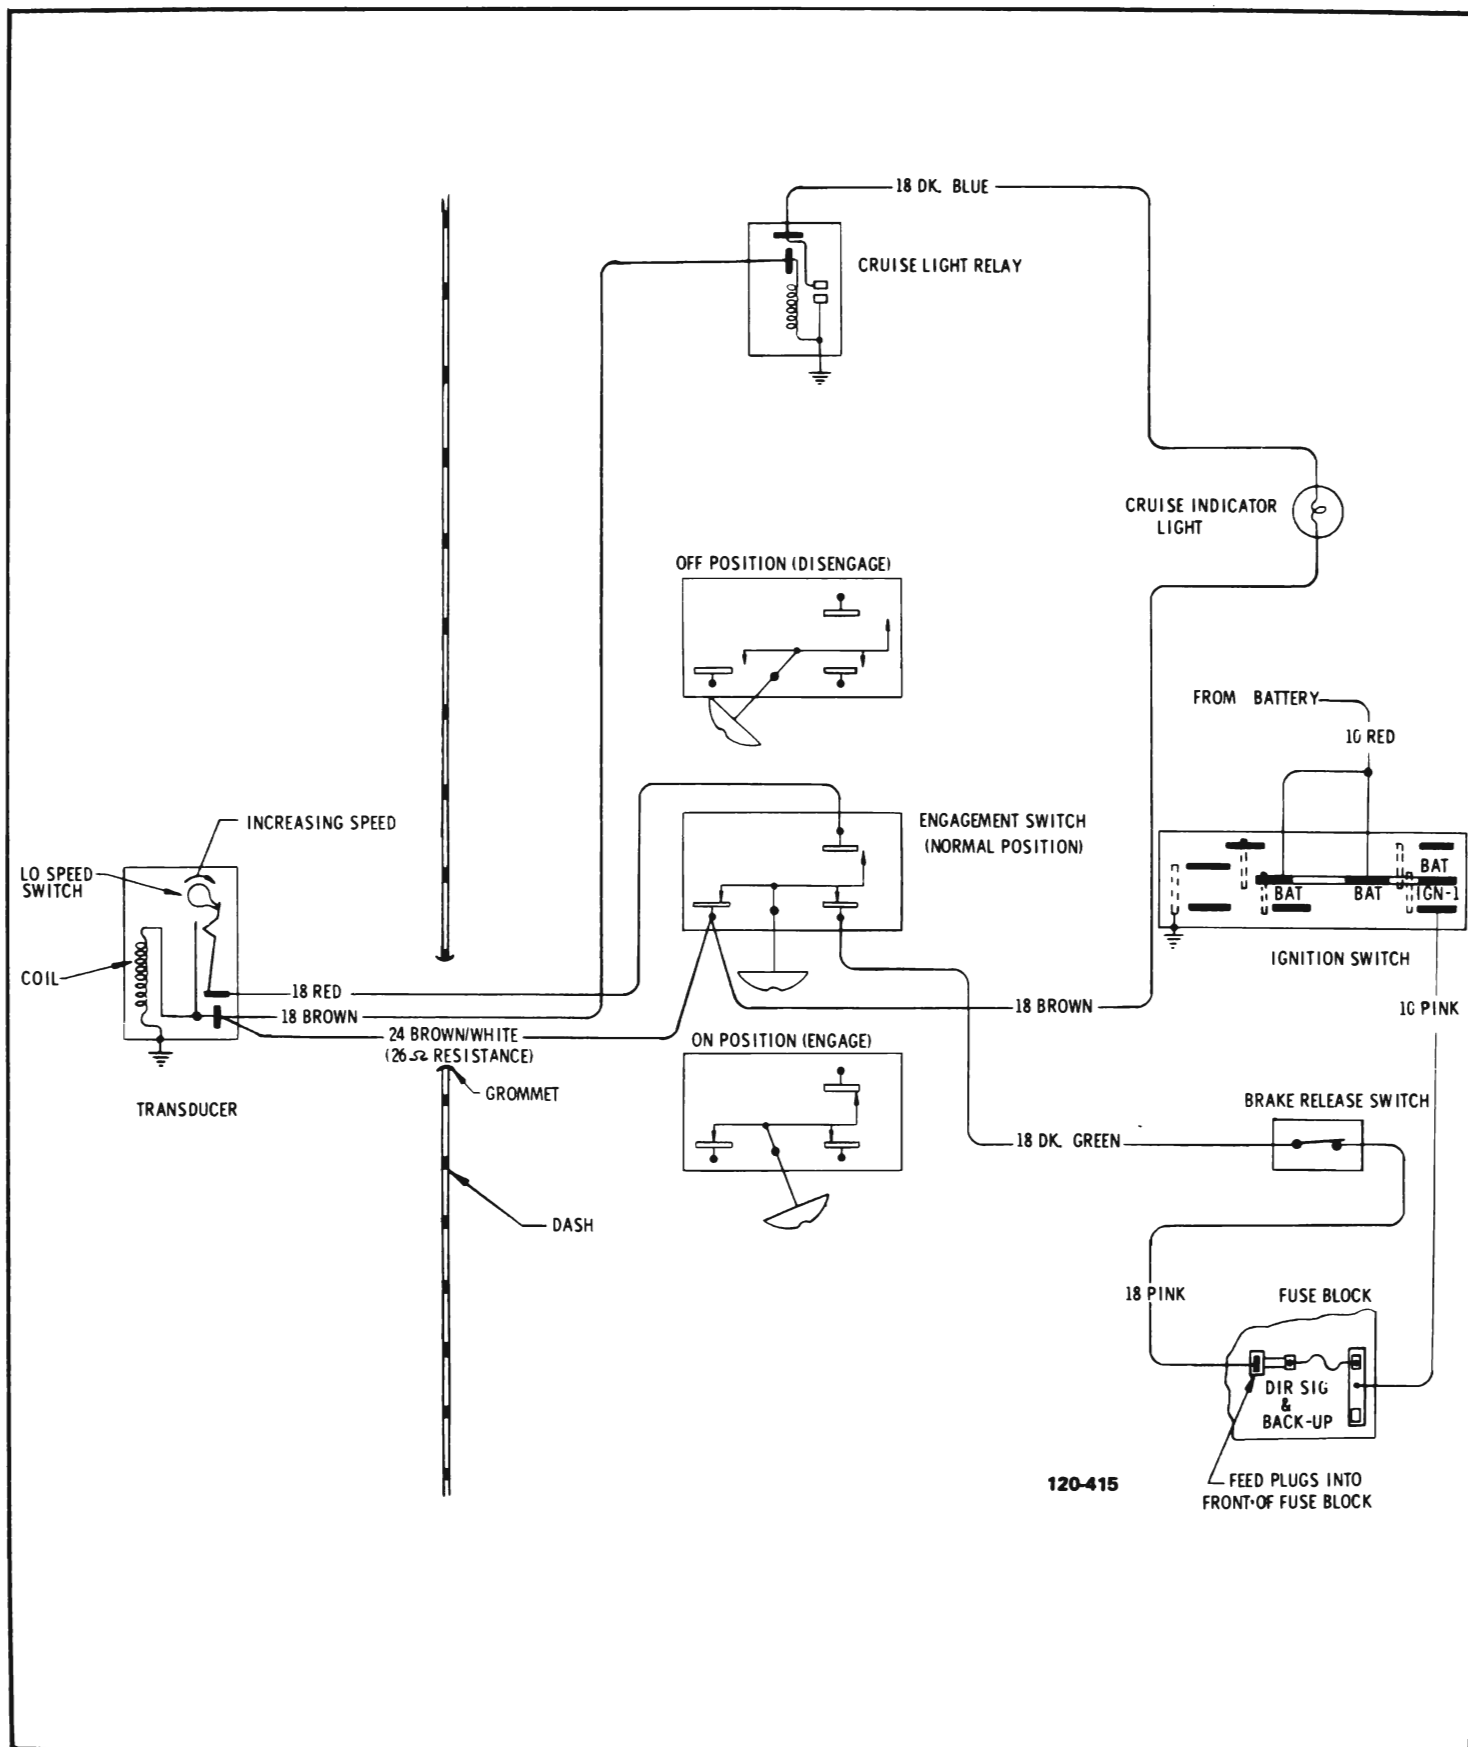 18 DK. BLUE
CRUISE LIGHT RELAY
CRUISE INDICATOR
LIGHT
OFF POSITION (DISENGAGE)
FROM BATTERY
10 RED
INCREASING SPEED
ENGAGEMENT SWITCH
(NORMAL POSITION)
LO SPEED
SWITCH
BAT
BAT
BAT
IGN-1
IGNITION SWITCH
COIL
18 RED
18 BROWN
18 BROWN
10 PINK
24 BROWN/WHITE
(26 Ω RESISTANCE)
ON POSITION (ENGAGE)
GROMMET
TRANSDUCER
BRAKE RELEASE SWITCH
18 DK. GREEN
DASH
18 PINK
FUSE BLOCK
DIR SIG
&
BACK-UP
120-415
FEED PLUGS INTO
FRONT OF FUSE BLOCK